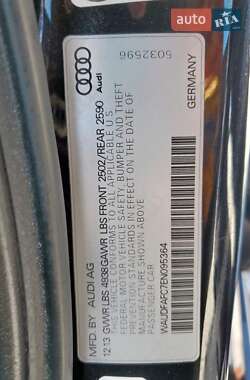 auto RIA .com
Audi
5032596
MFD BY AUDI AG GERMANY
12.13 GVWR LBS 4938 GAWR LBS FRONT 2502/REAR 2590
THIS VEHICLE CONFORMS TO ALL APPLICABLE U.S.
FEDERAL MOTOR VEHICLE SAFETY, BUMPER AND THEFT
PREVENTION STANDARDS IN EFFECT ON THE DATE OF
MANUFACTURE SHOWN ABOVE
WAUDFAFC7EN095364
PASSENGER CAR